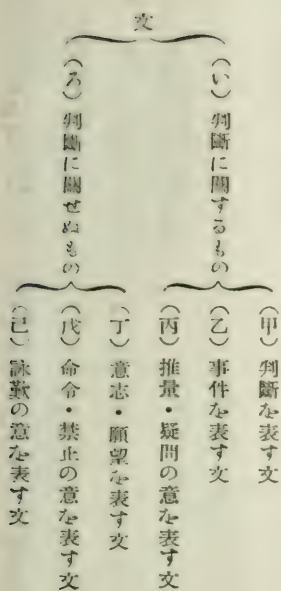 文
(い) 判斷に關するもの
(甲) 判斷を表す文
(乙) 事件を表す文
(丙) 推量・疑問の意を表す文
(ろ) 判斷に關せぬもの
(丁) 意志・願望を表す文
(戊) 命令・禁止の意を表す文
(己) 詠歎の意を表す文